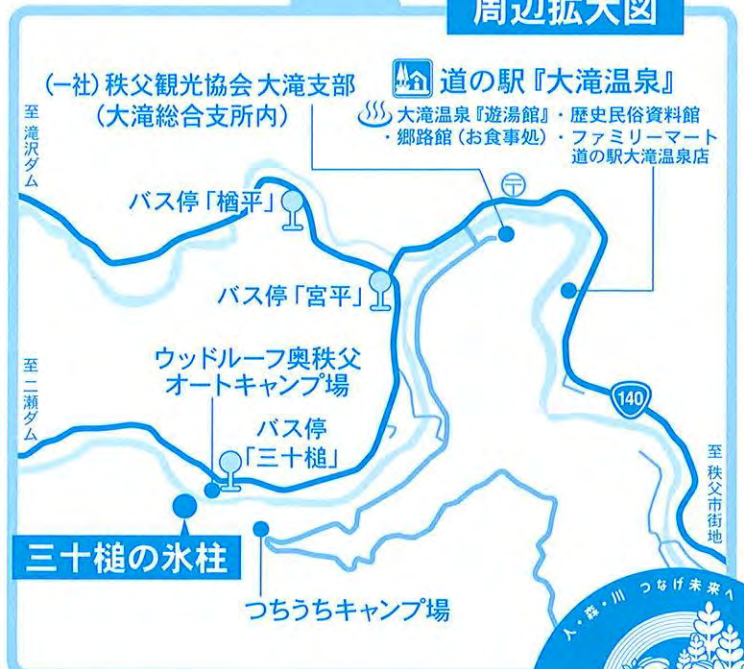 周辺拡大図
(一社)秩父観光協会 大滝支部
(大滝総合支所内)
道の駅『大滝温泉』
大滝温泉『遊湯館』・歴史民俗資料館
・郷路館(お食事処)・ファミリーマート
道の駅大滝温泉店
至 滝沢ダム
バス停「楢平」
〒
バス停「宮平」
ウッドルーフ奥秩父
オートキャンプ場
至 二瀬ダム
バス停
「三十槌」
140
至 秩父市街地
三十槌の氷柱
つちうちキャンプ場
人・森・川 つなげ未来へ